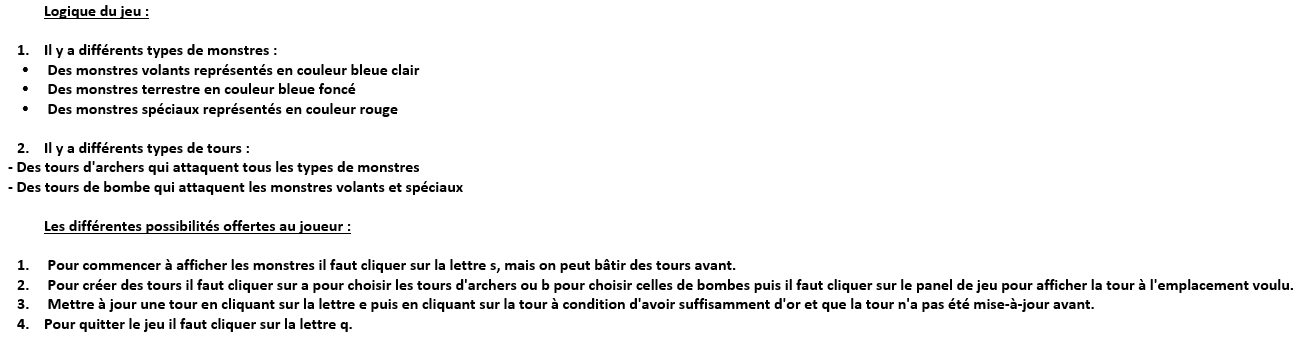 Logique du jeu :
1. Il y a différents types de monstres :
• Des monstres volants représentés en couleur bleue clair
• Des monstres terrestre en couleur bleue foncé
• Des monstres spéciaux représentés en couleur rouge
2. Il y a différents types de tours :
- Des tours d'archers qui attaquent tous les types de monstres
- Des tours de bombe qui attaquent les monstres volants et spéciaux
Les différentes possibilités offertes au joueur :
1. Pour commencer à afficher les monstres il faut cliquer sur la lettre s, mais on peut bâtir des tours avant.
2. Pour créer des tours il faut cliquer sur a pour choisir les tours d'archers ou b pour choisir celles de bombes puis il faut cliquer sur le panel de jeu pour afficher la tour à l'emplacement voulu.
3. Mettre à jour une tour en cliquant sur la lettre e puis en cliquant sur la tour à condition d'avoir suffisamment d'or et que la tour n'a pas été mise-à-jour avant.
4. Pour quitter le jeu il faut cliquer sur la lettre q.